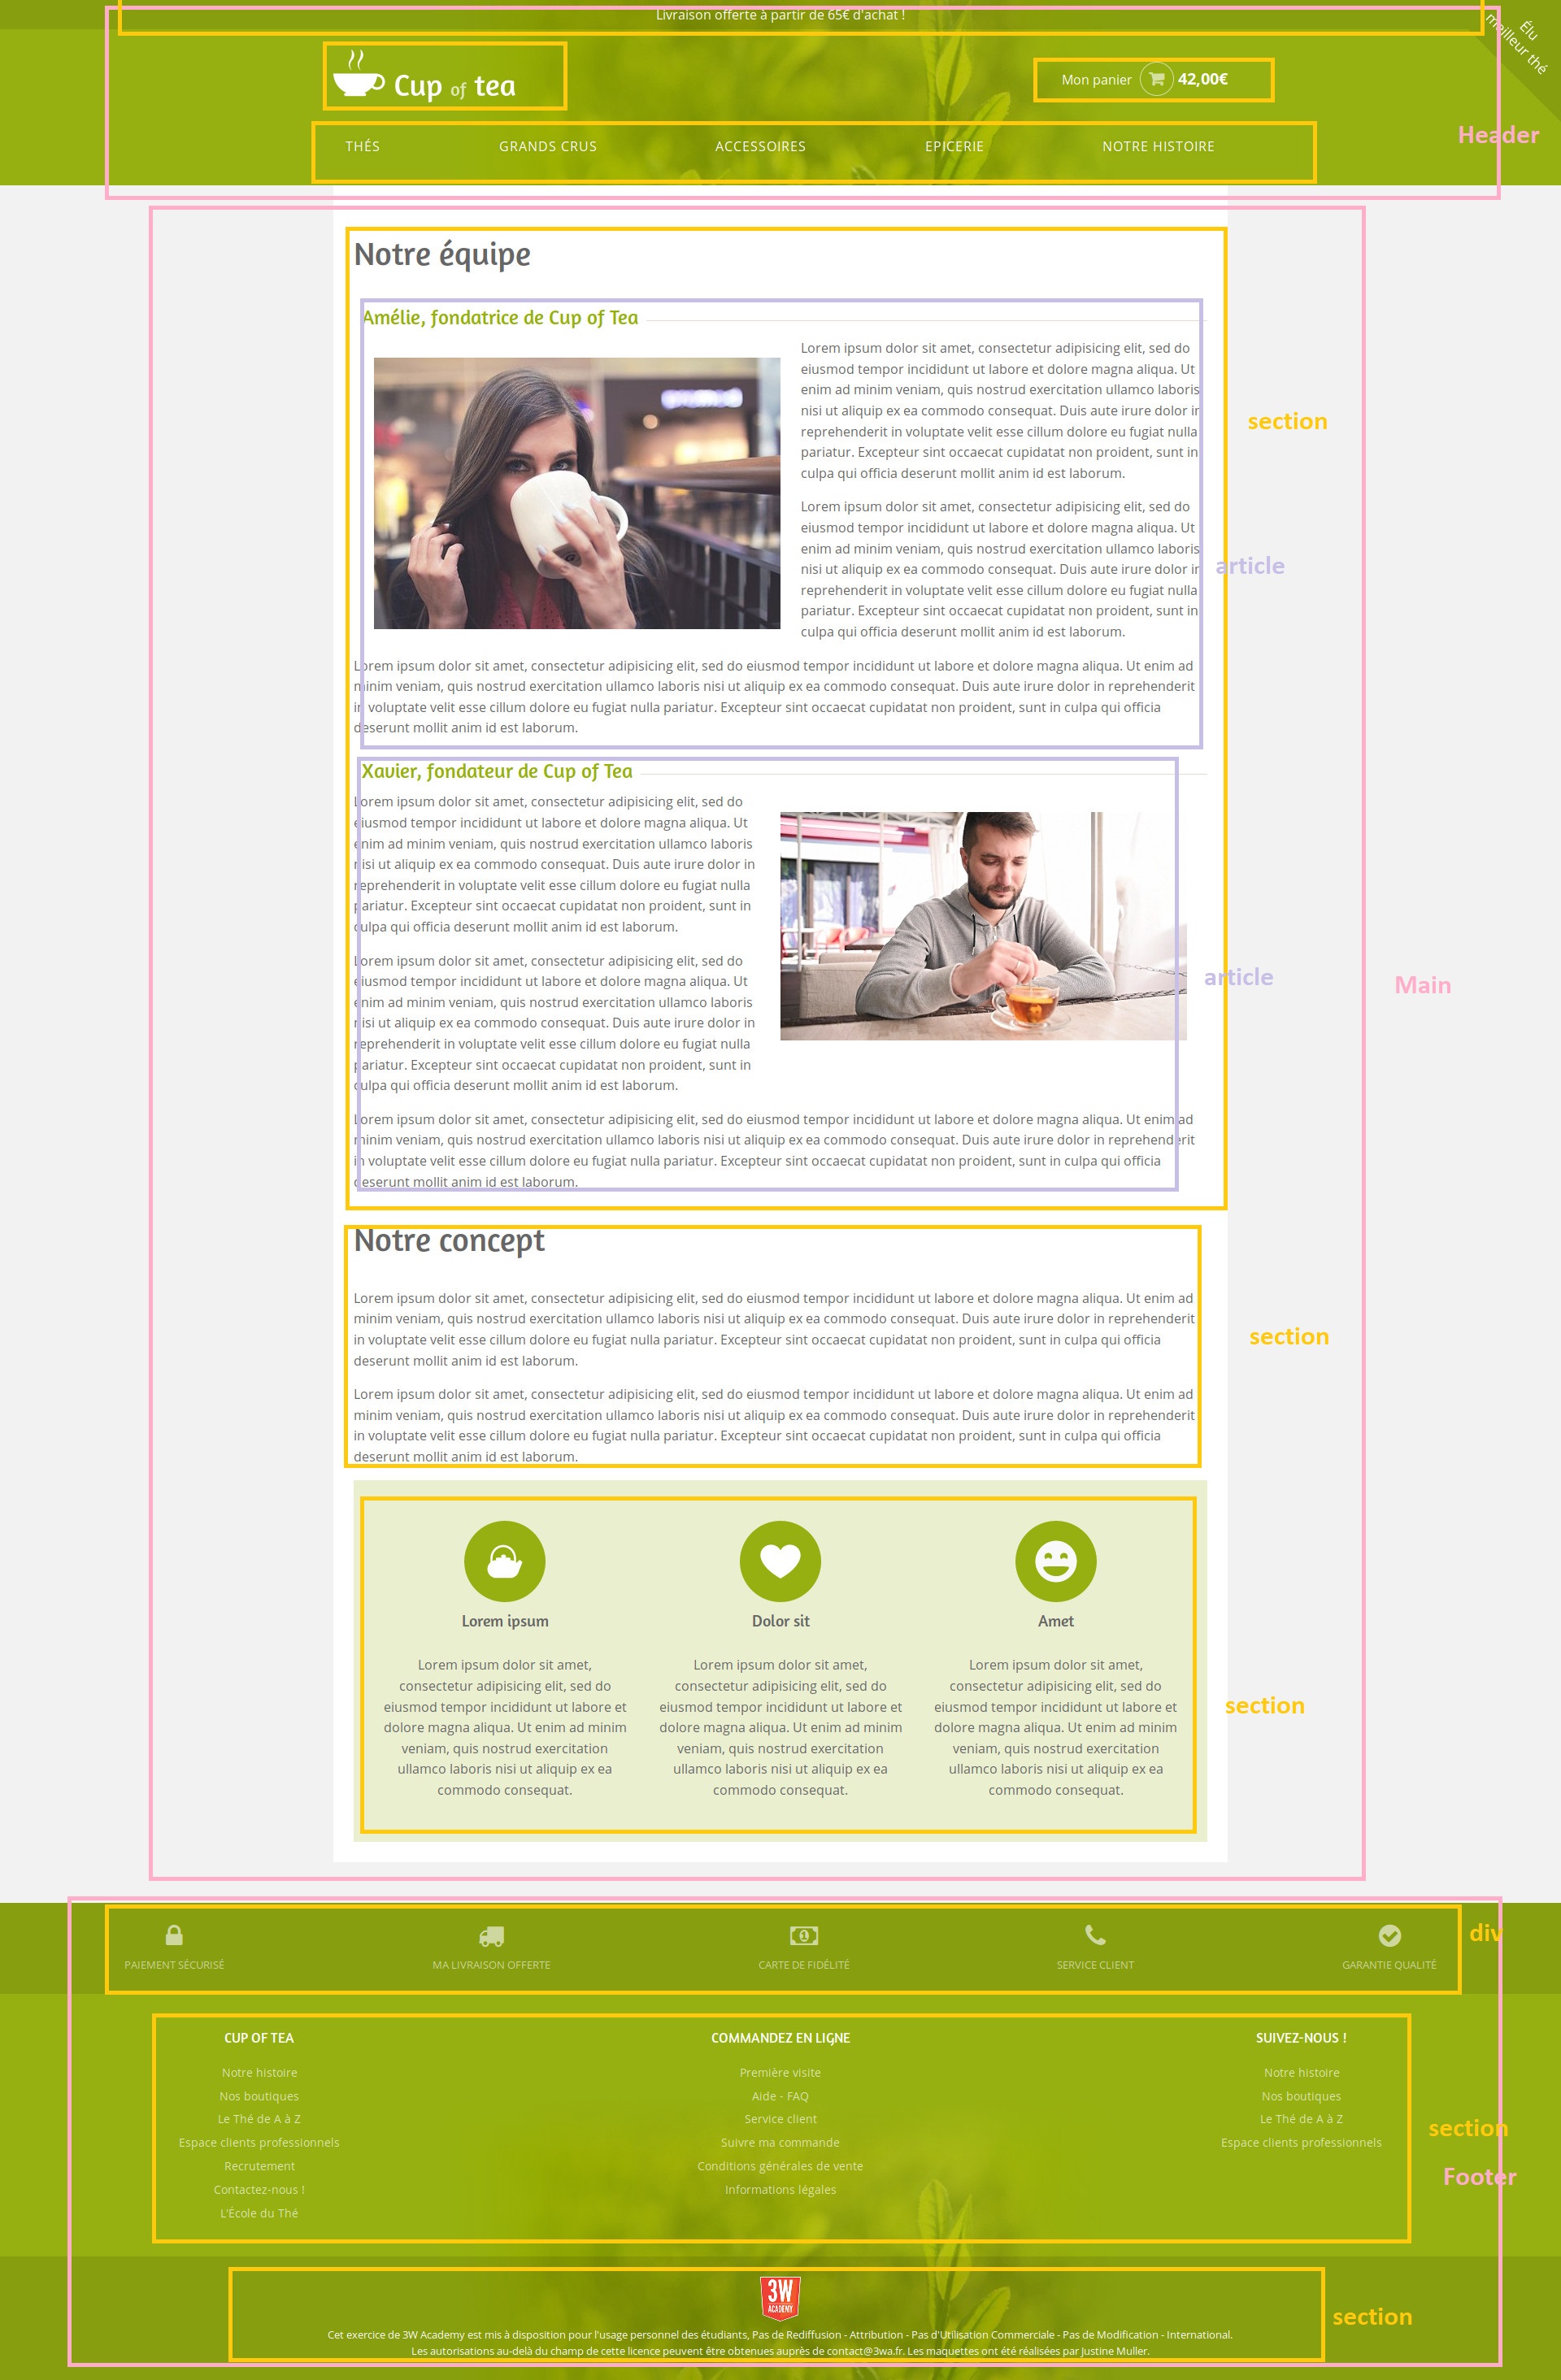 Livraison offerte à partir de 65€ d'achat !
Élu
meilleur thé
Cup of tea
Mon panier 42,00€
Header
THÉS GRANDS CRUS ACCESSOIRES EPICERIE NOTRE HISTOIRE
Notre équipe
Amélie, fondatrice de Cup of Tea
Lorem ipsum dolor sit amet, consectetur adipisicing elit, sed do
eiusmod tempor incididunt ut labore et dolore magna aliqua. Ut
enim ad minim veniam, quis nostrud exercitation ullamco laboris
nisi ut aliquip ex ea commodo consequat. Duis aute irure dolor in
reprehenderit in voluptate velit esse cillum dolore eu fugiat nulla
pariatur. Excepteur sint occaecat cupidatat non proident, sunt in
culpa qui officia deserunt mollit anim id est laborum.
section
Lorem ipsum dolor sit amet, consectetur adipisicing elit, sed do
eiusmod tempor incididunt ut labore et dolore magna aliqua. Ut
enim ad minim veniam, quis nostrud exercitation ullamco laboris
nisi ut aliquip ex ea commodo consequat. Duis aute irure dolor in
reprehenderit in voluptate velit esse cillum dolore eu fugiat nulla
pariatur. Excepteur sint occaecat cupidatat non proident, sunt in
culpa qui officia deserunt mollit anim id est laborum.
article
Lorem ipsum dolor sit amet, consectetur adipisicing elit, sed do eiusmod tempor incididunt ut labore et dolore magna aliqua. Ut enim ad
minim veniam, quis nostrud exercitation ullamco laboris nisi ut aliquip ex ea commodo consequat. Duis aute irure dolor in reprehenderit
in voluptate velit esse cillum dolore eu fugiat nulla pariatur. Excepteur sint occaecat cupidatat non proident, sunt in culpa qui officia
deserunt mollit anim id est laborum.
Xavier, fondateur de Cup of Tea
Lorem ipsum dolor sit amet, consectetur adipisicing elit, sed do
eiusmod tempor incididunt ut labore et dolore magna aliqua. Ut
enim ad minim veniam, quis nostrud exercitation ullamco laboris
nisi ut aliquip ex ea commodo consequat. Duis aute irure dolor in
reprehenderit in voluptate velit esse cillum dolore eu fugiat nulla
pariatur. Excepteur sint occaecat cupidatat non proident, sunt in
culpa qui officia deserunt mollit anim id est laborum.
Lorem ipsum dolor sit amet, consectetur adipisicing elit, sed do
eiusmod tempor incididunt ut labore et dolore magna aliqua. Ut
enim ad minim veniam, quis nostrud exercitation ullamco laboris
nisi ut aliquip ex ea commodo consequat. Duis aute irure dolor in
reprehenderit in voluptate velit esse cillum dolore eu fugiat nulla
pariatur. Excepteur sint occaecat cupidatat non proident, sunt in
culpa qui officia deserunt mollit anim id est laborum.
article
Main
Lorem ipsum dolor sit amet, consectetur adipisicing elit, sed do eiusmod tempor incididunt ut labore et dolore magna aliqua. Ut enim ad
minim veniam, quis nostrud exercitation ullamco laboris nisi ut aliquip ex ea commodo consequat. Duis aute irure dolor in reprehenderit
in voluptate velit esse cillum dolore eu fugiat nulla pariatur. Excepteur sint occaecat cupidatat non proident, sunt in culpa qui officia
deserunt mollit anim id est laborum.
Notre concept
Lorem ipsum dolor sit amet, consectetur adipisicing elit, sed do eiusmod tempor incididunt ut labore et dolore magna aliqua. Ut enim ad
minim veniam, quis nostrud exercitation ullamco laboris nisi ut aliquip ex ea commodo consequat. Duis aute irure dolor in reprehenderit
in voluptate velit esse cillum dolore eu fugiat nulla pariatur. Excepteur sint occaecat cupidatat non proident, sunt in culpa qui officia
deserunt mollit anim id est laborum.
section
Lorem ipsum dolor sit amet, consectetur adipisicing elit, sed do eiusmod tempor incididunt ut labore et dolore magna aliqua. Ut enim ad
minim veniam, quis nostrud exercitation ullamco laboris nisi ut aliquip ex ea commodo consequat. Duis aute irure dolor in reprehenderit
in voluptate velit esse cillum dolore eu fugiat nulla pariatur. Excepteur sint occaecat cupidatat non proident, sunt in culpa qui officia
deserunt mollit anim id est laborum.
Lorem ipsum
Lorem ipsum dolor sit amet,
consectetur adipisicing elit, sed do
eiusmod tempor incididunt ut labore et
dolore magna aliqua. Ut enim ad minim
veniam, quis nostrud exercitation
ullamco laboris nisi ut aliquip ex ea
commodo consequat.
Dolor sit
Lorem ipsum dolor sit amet,
consectetur adipisicing elit, sed do
eiusmod tempor incididunt ut labore et
dolore magna aliqua. Ut enim ad minim
veniam, quis nostrud exercitation
ullamco laboris nisi ut aliquip ex ea
commodo consequat.
Amet
Lorem ipsum dolor sit amet,
consectetur adipisicing elit, sed do
eiusmod tempor incididunt ut labore et
dolore magna aliqua. Ut enim ad minim
veniam, quis nostrud exercitation
ullamco laboris nisi ut aliquip ex ea
commodo consequat.
section
div
PAIEMENT SÉCURISÉ MA LIVRAISON OFFERTE CARTE DE FIDÉLITÉ SERVICE CLIENT GARANTIE QUALITÉ
CUP OF TEA
Notre histoire
Nos boutiques
Le Thé de A à Z
Espace clients professionnels
Recrutement
Contactez-nous !
L'École du Thé
COMMANDEZ EN LIGNE
Première visite
Aide - FAQ
Service client
Suivre ma commande
Conditions générales de vente
Informations légales
SUIVEZ-NOUS !
Notre histoire
Nos boutiques
Le Thé de A à Z
Espace clients professionnels
section
Footer
3W
ACADEMY
section
Cet exercice de 3W Academy est mis à disposition pour l'usage personnel des étudiants, Pas de Rediffusion - Attribution - Pas d'Utilisation Commerciale - Pas de Modification - International.
Les autorisations au-delà du champ de cette licence peuvent être obtenues auprès de contact@3wa.fr. Les maquettes ont été réalisées par Justine Muller.